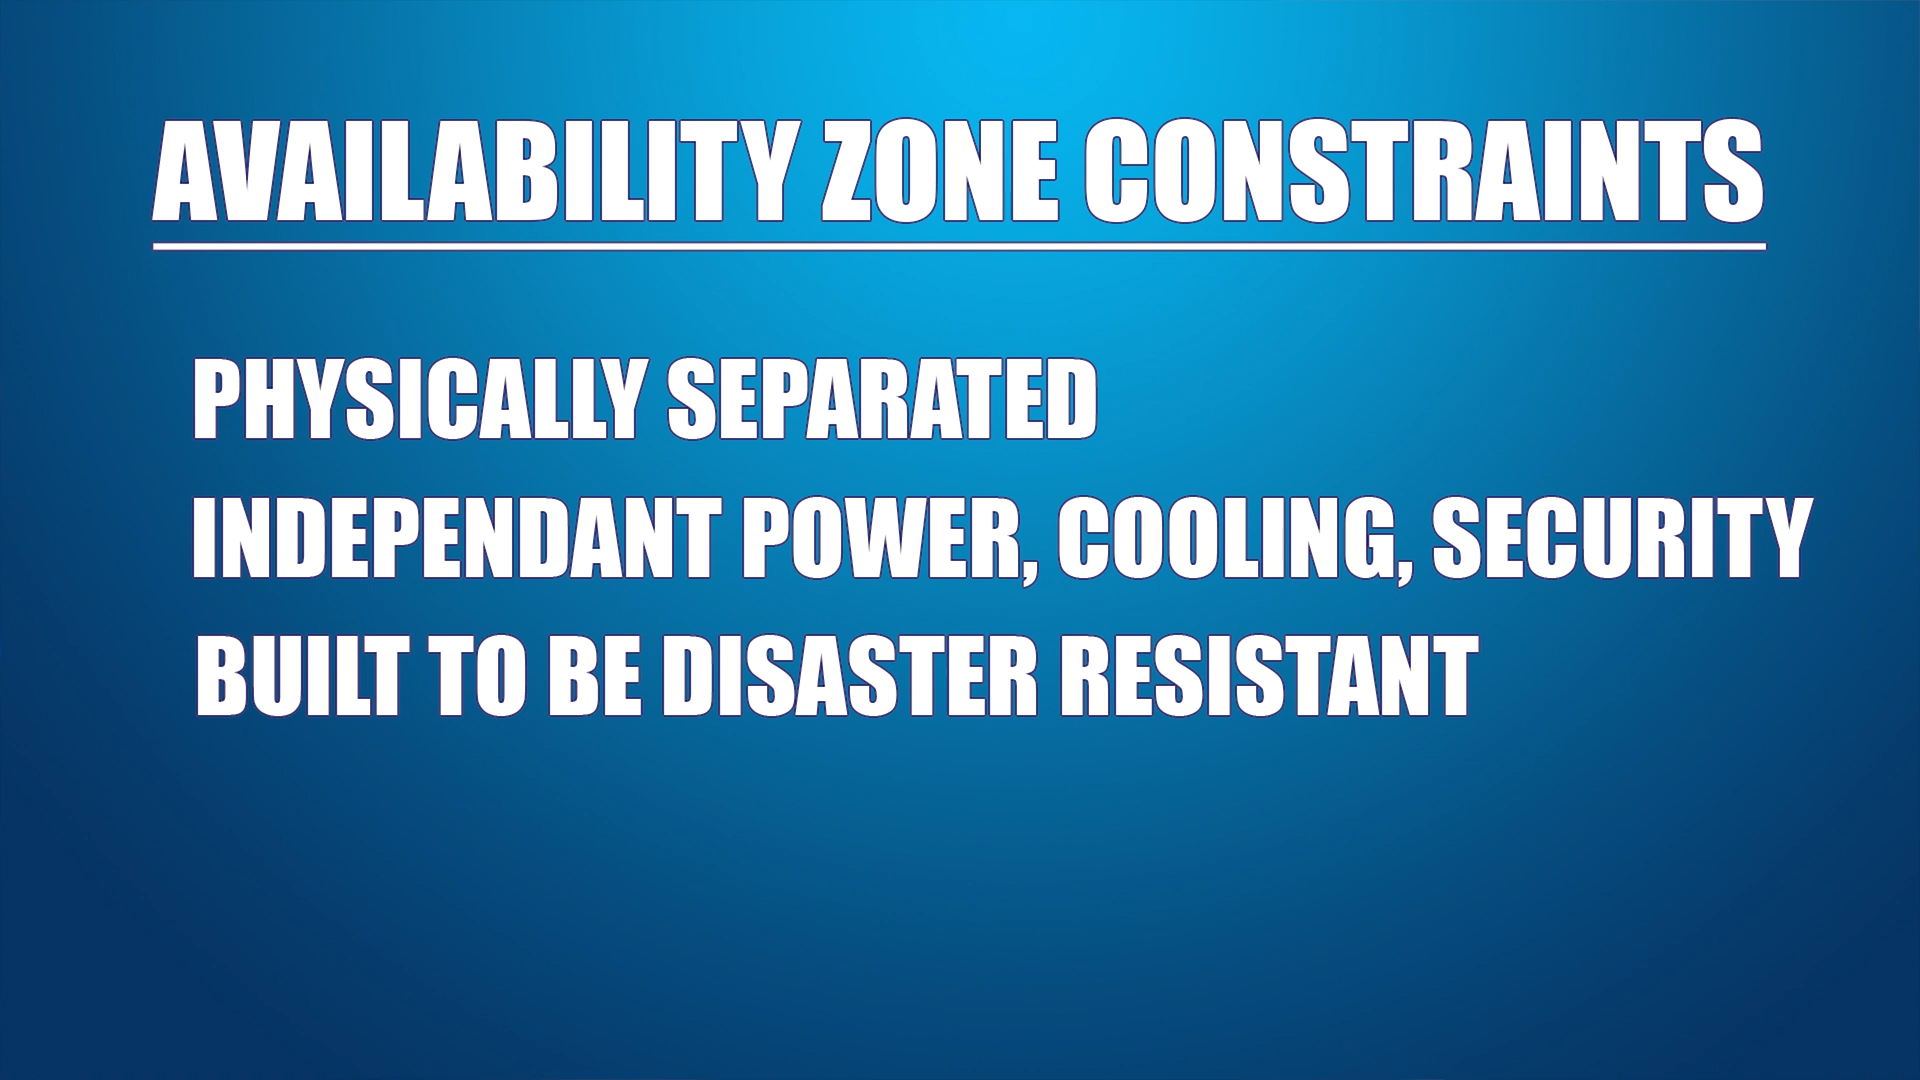 AVAILABILITY ZONE CONSTRAINTS
PHYSICALLY SEPARATED
INDEPENDANT POWER, COOLING, SECURITY
BUILT TO BE DISASTER RESISTANT